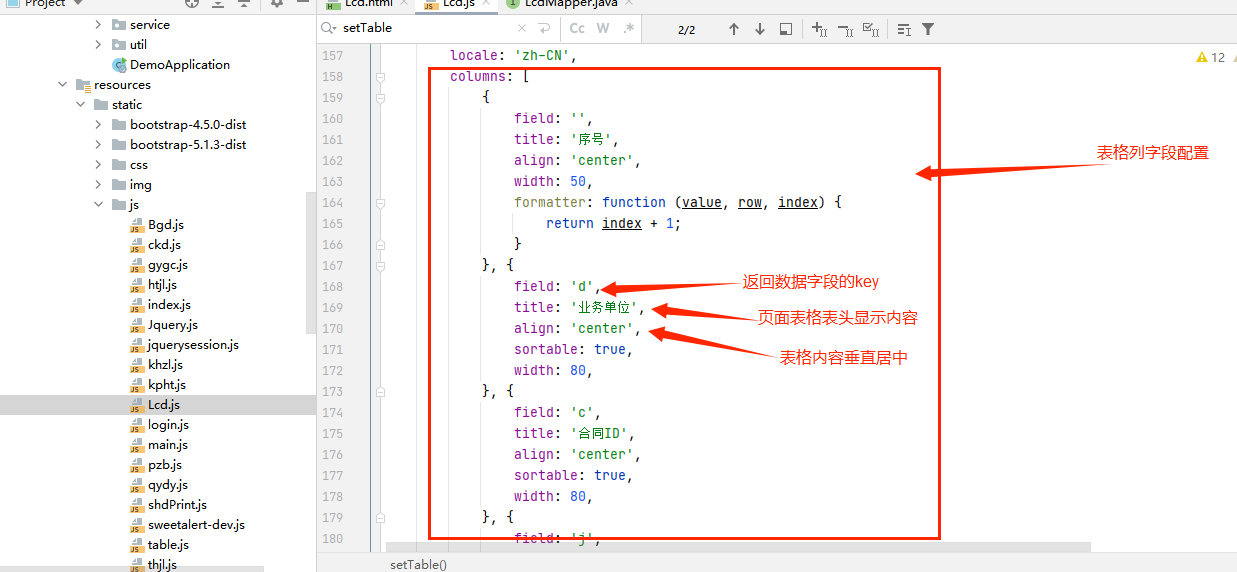 Project
Lcd.html
Lcd.js
LcdMapper.java
service
util
DemoApplication
resources
static
bootstrap-4.5.0-dist
bootstrap-5.1.3-dist
css
img
js
Bgd.js
ckd.js
gygc.js
htjl.js
index.js
Jquery.js
jquerysession.js
khzl.js
kpht.js
Lcd.js
login.js
main.js
pzb.js
qydy.js
shdPrint.js
sweetalert-dev.js
table.js
thjl.js
setTable
Cc W .*
2/2
12
157 locale: 'zh-CN',
158 columns: [
159 {
160 field: '',
161 title: '序号',
162 align: 'center',
163 width: 50,
164 formatter: function (value, row, index) {
165 return index + 1;
166 }
167 }, {
168 field: 'd',
169 title: '业务单位',
170 align: 'center',
171 sortable: true,
172 width: 80,
173 }, {
174 field: 'c',
175 title: '合同ID',
176 align: 'center',
177 sortable: true,
178 width: 80,
179 }, {
180 field: 'j',
表格列字段配置
返回数据字段的key
页面表格表头显示内容
表格内容垂直居中
setTable()